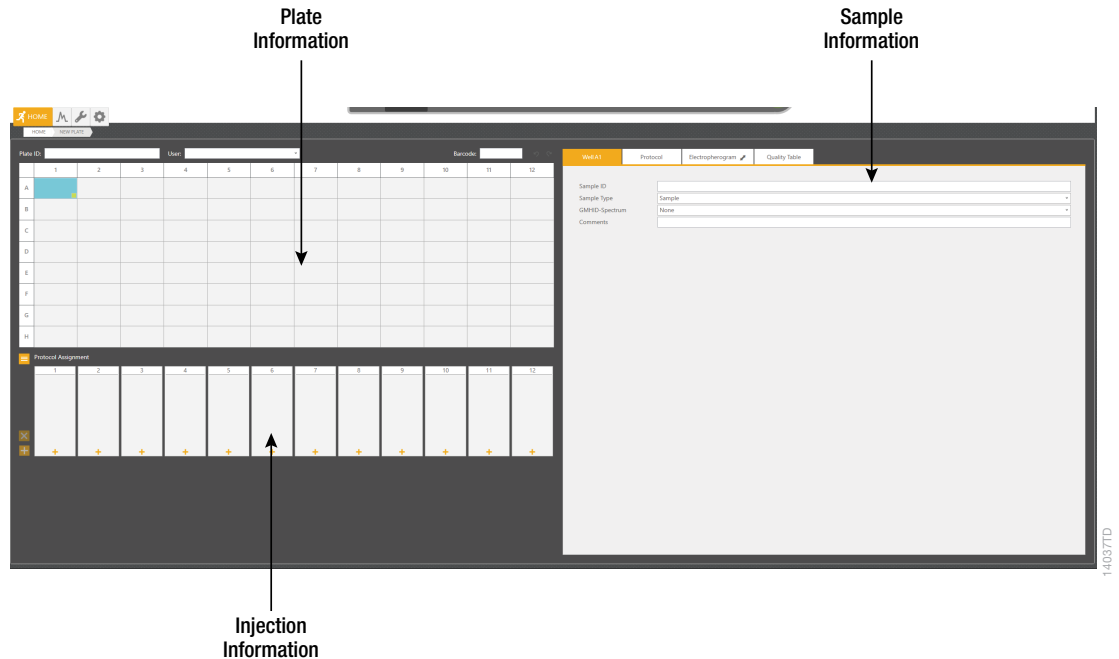 Plate
Information
Sample
Information
HOME
HOME NEW PLATE
Plate ID: User: Barcode:
1 2 3 4 5 6 7 8 9 10 11 12
A
B
C
D
E
F
G
H
Well A1 Protocol Electropherogram Quality Table
Sample ID
Sample Type Sample
GMHID-Spectrum None
Comments
Protocol Assignment
1 2 3 4 5 6 7 8 9 10 11 12
+ + + + + + + + + + + +
14037TD
Injection
Information